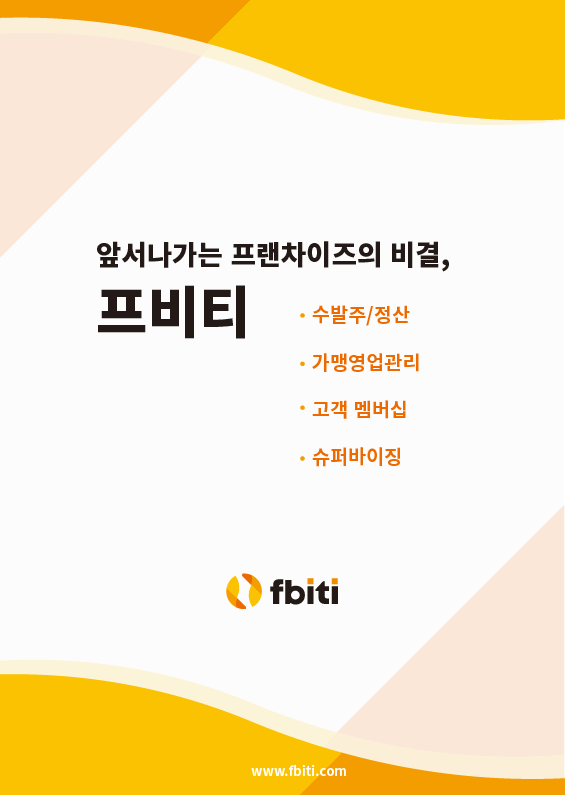 앞서나가는 프랜차이즈의 비결,
프비티
• 수발주/정산
• 가맹영업관리
• 고객 멤버십
• 슈퍼바이징
fbiti
www.fbiti.com